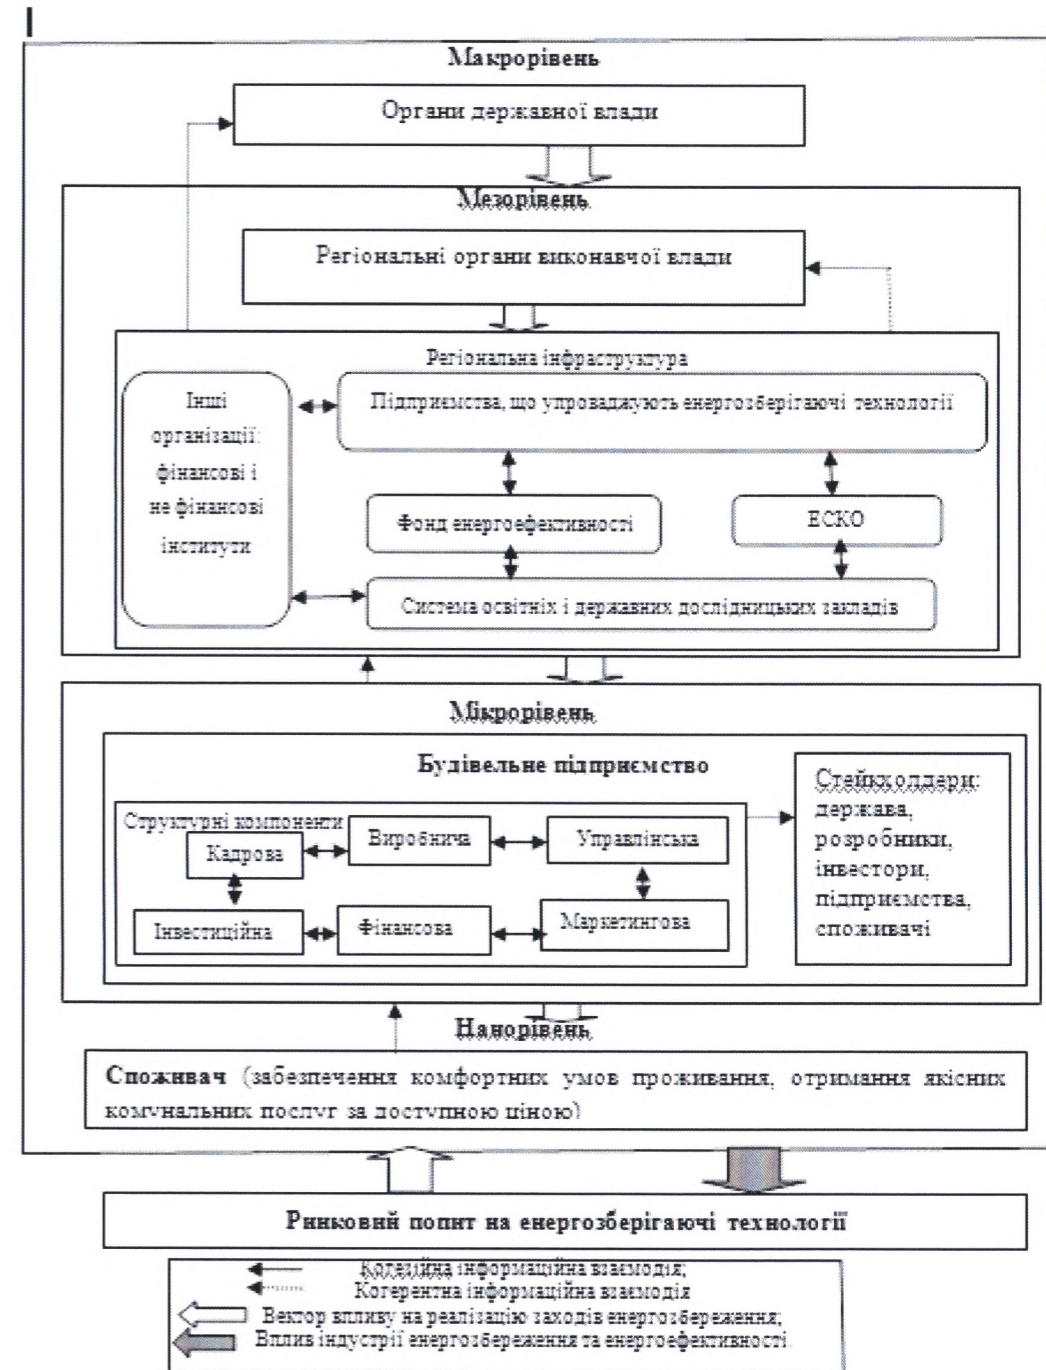 Макрорівень
Органи державної влади
Мезорівень
Регіональні органи виконавчої влади
Регіональна інфраструктура
Інші
організації:
фінансові і
не фінансові
інститути
Підприємства, що упроваджують енергозберігаючі технології
Фонд енергоефективності
ЕСКО
Система освітніх і державних дослідницьких закладів
Мікрорівень
Будівельне підприємство
Структурні компоненти
Кадрова
Виробнича
Управлінська
Інвестиційна
Фінансова
Маркетингова
Стейкхолдери:
держава,
розробники,
інвестори,
підприємства,
споживачі
Нанорівень
Споживач (забезпечення комфортних умов проживання, отримання якісних
комунальних послуг за доступною ціною)
Ринковий попит на енергозберігаючі технології
Когезійна інформаційна взаємодія;
Когерентна інформаційна взаємодія
Вектор впливу на реалізацію заходів енергозбереження;
Вплив індустрії енергозбереження та енергоефективності.